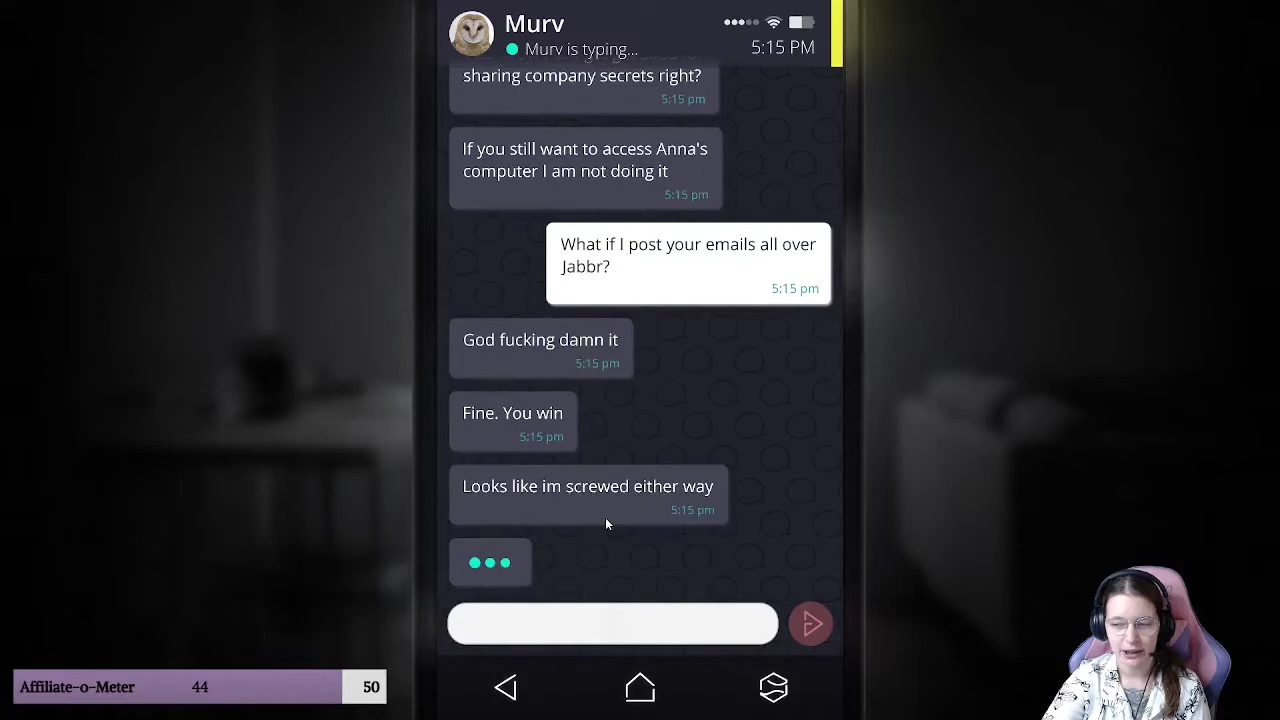 Murv
Murv is typing...
5:15 PM
sharing company secrets right?
5:15 pm
If you still want to access Anna's
computer I am not doing it
5:15 pm
What if I post your emails all over
Jabbr?
5:15 pm
God fucking damn it
5:15 pm
Fine. You win
5:15 pm
Looks like im screwed either way
5:15 pm
Affiliate-o-Meter 44 50